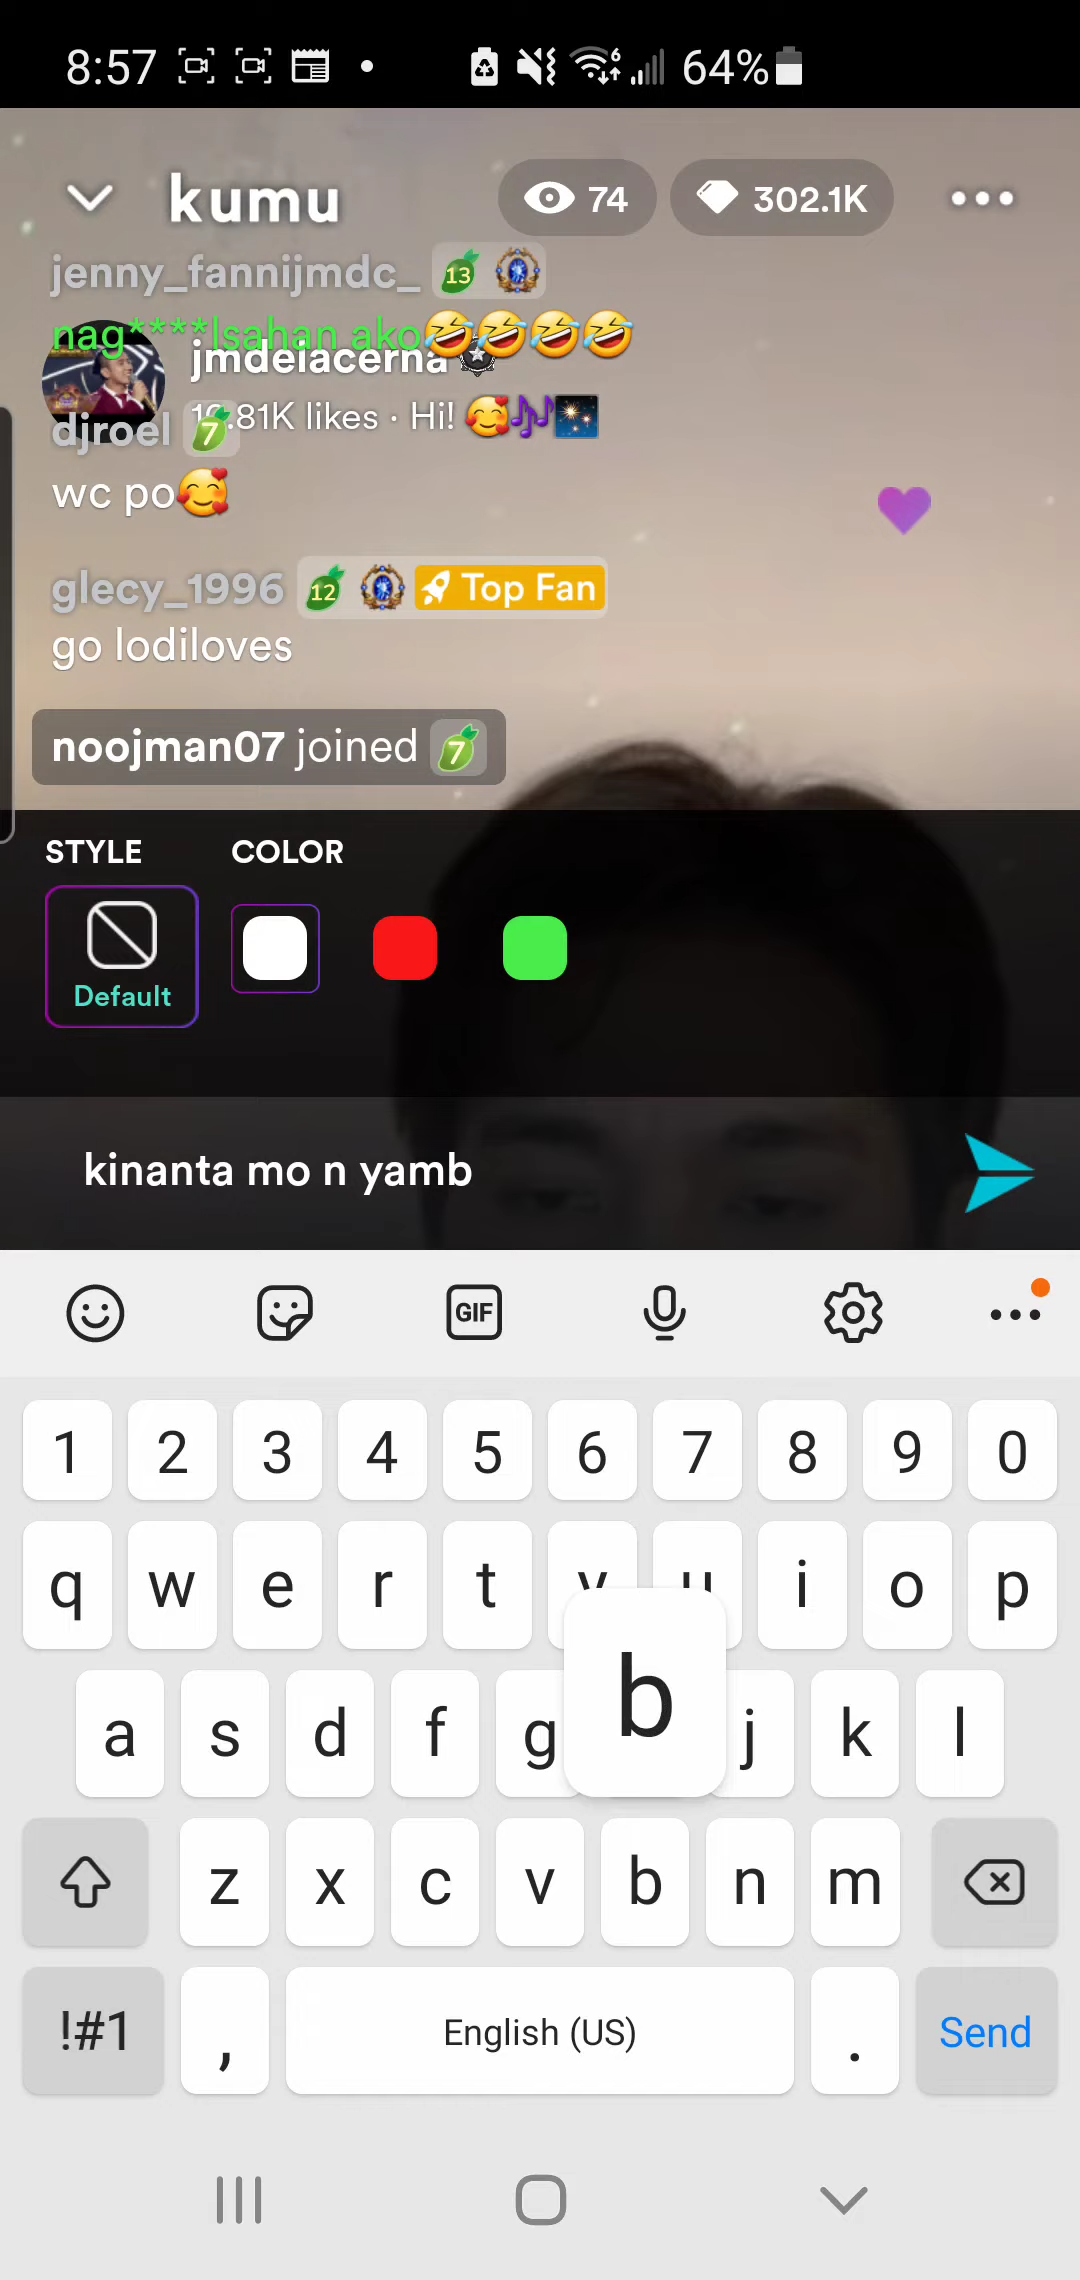 8:57 64%
kumu 74 302.1K
jenny_fannijmdc_ 13
nag****lsahan ako🤣🤣🤣🤣
jmdelacerna
.81K likes · Hi! 🥰🎶🎇
djroel 7
wc po🥰
glecy_1996 12 Top Fan
go lodiloves
noojman07 joined 7
STYLE COLOR
Default
kinanta mo n yamb
GIF
1 2 3 4 5 6 7 8 9 0
q w e r t y u i o p
a s d f g b j k l
z x c v b n m
!#1 , English (US) . Send